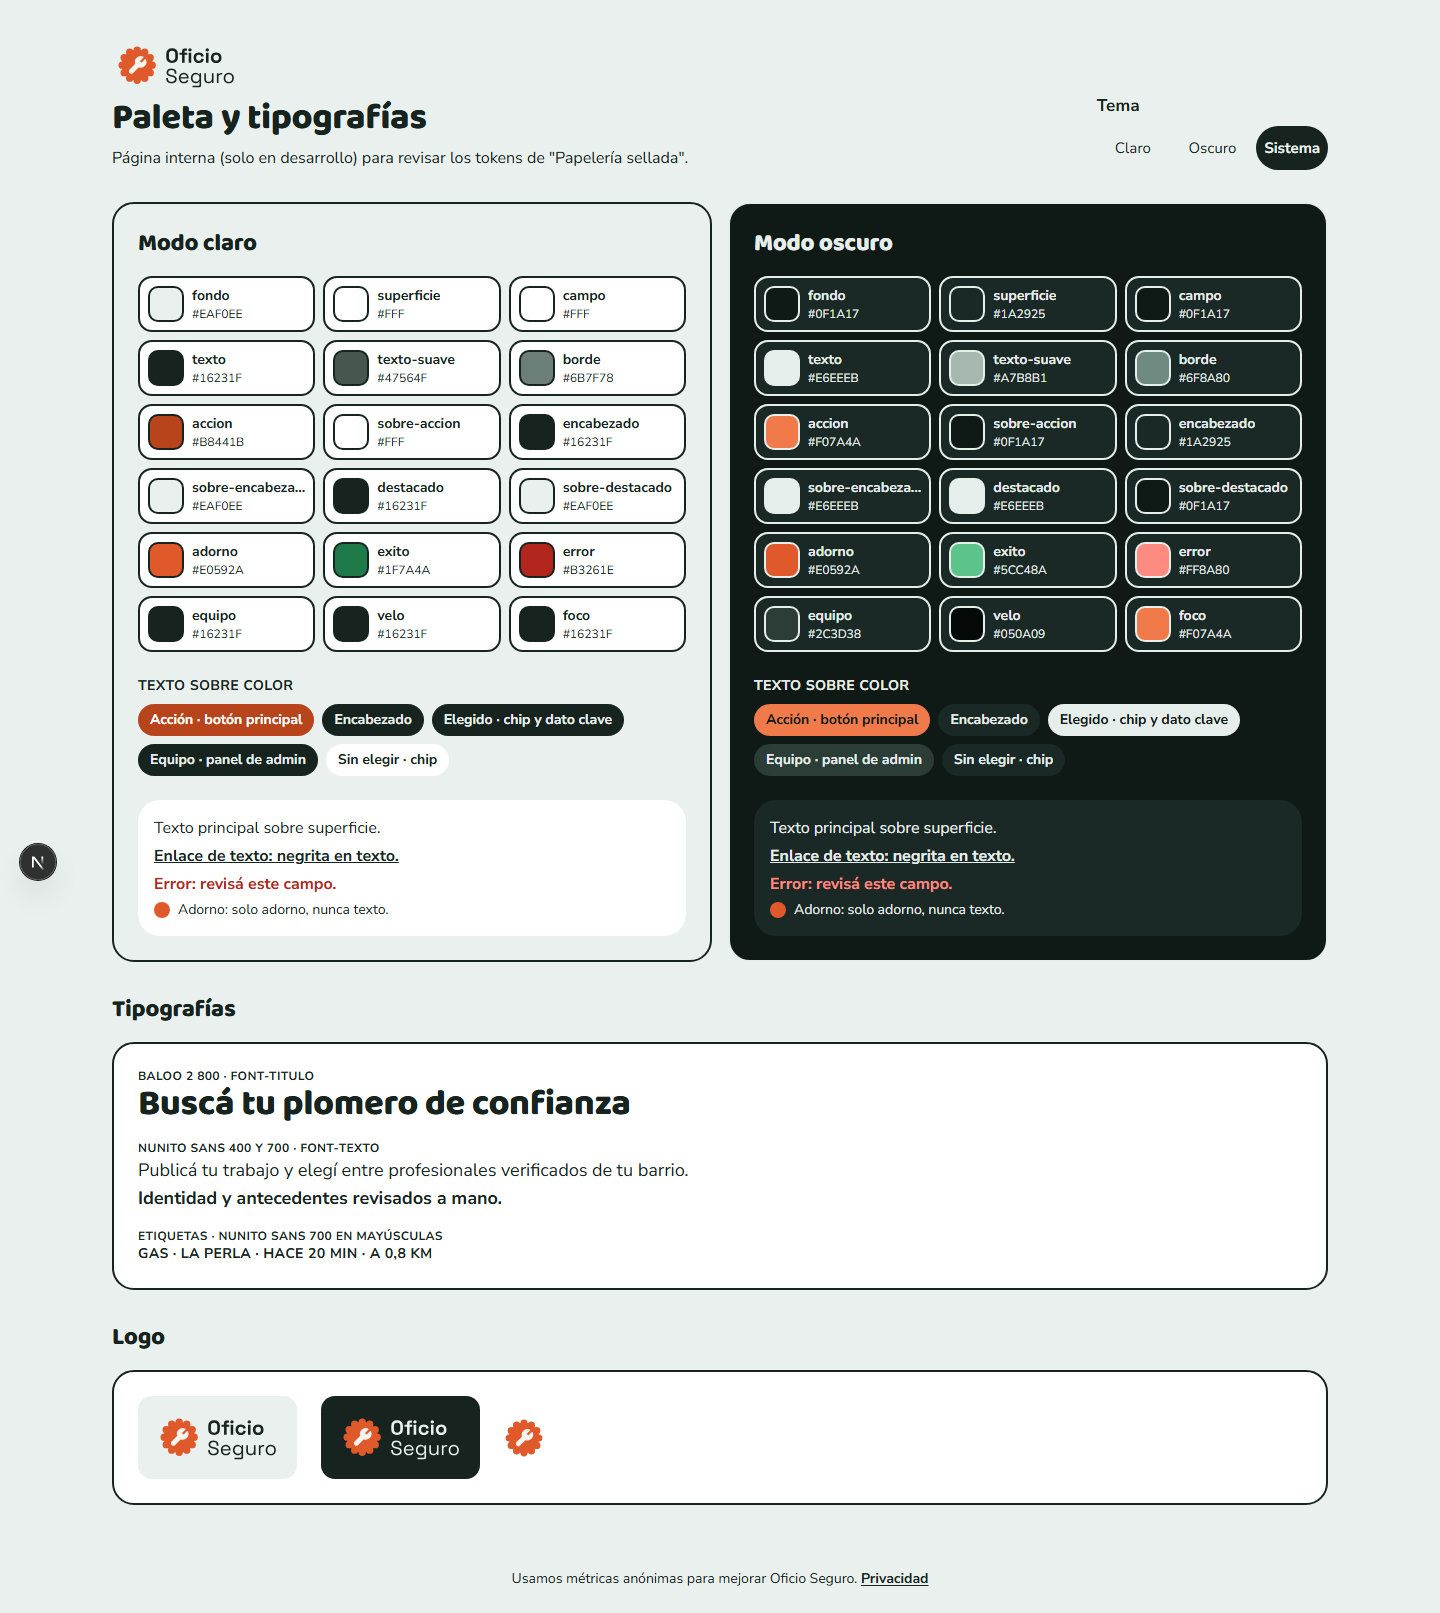 Oficio
Seguro
Paleta y tipografías
Página interna (solo en desarrollo) para revisar los tokens de "Papelería sellada".
Tema
Claro Oscuro Sistema
Modo claro
fondo superficie campo
#EAF0EE #FFF #FFF
texto texto-suave borde
#16231F #47564F #6B7F78
accion sobre-accion encabezado
#B8441B #FFF #16231F
sobre-encabeza... destacado sobre-destacado
#EAF0EE #16231F #EAF0EE
adorno exito error
#E0592A #1F7A4A #B3261E
equipo velo foco
#16231F #16231F #16231F
TEXTO SOBRE COLOR
Acción · botón principal Encabezado Elegido · chip y dato clave
Equipo · panel de admin Sin elegir · chip
Texto principal sobre superficie.
Enlace de texto: negrita en texto.
Error: revisá este campo.
Adorno: solo adorno, nunca texto.
Modo oscuro
fondo superficie campo
#0F1A17 #1A2925 #0F1A17
texto texto-suave borde
#E6EEEB #A7B8B1 #6F8A80
accion sobre-accion encabezado
#F07A4A #0F1A17 #1A2925
sobre-encabeza... destacado sobre-destacado
#E6EEEB #E6EEEB #0F1A17
adorno exito error
#E0592A #5CC48A #FF8A80
equipo velo foco
#2C3D38 #050A09 #F07A4A
TEXTO SOBRE COLOR
Acción · botón principal Encabezado Elegido · chip y dato clave
Equipo · panel de admin Sin elegir · chip
Texto principal sobre superficie.
Enlace de texto: negrita en texto.
Error: revisá este campo.
Adorno: solo adorno, nunca texto.
N
Tipografías
BALOO 2 800 · FONT-TITULO
Buscá tu plomero de confianza
NUNITO SANS 400 Y 700 · FONT-TEXTO
Publicá tu trabajo y elegí entre profesionales verificados de tu barrio.
Identidad y antecedentes revisados a mano.
ETIQUETAS · NUNITO SANS 700 EN MAYÚSCULAS
GAS · LA PERLA · HACE 20 MIN · A 0,8 KM
Logo
Oficio
Seguro
Oficio
Seguro
Usamos métricas anónimas para mejorar Oficio Seguro. Privacidad